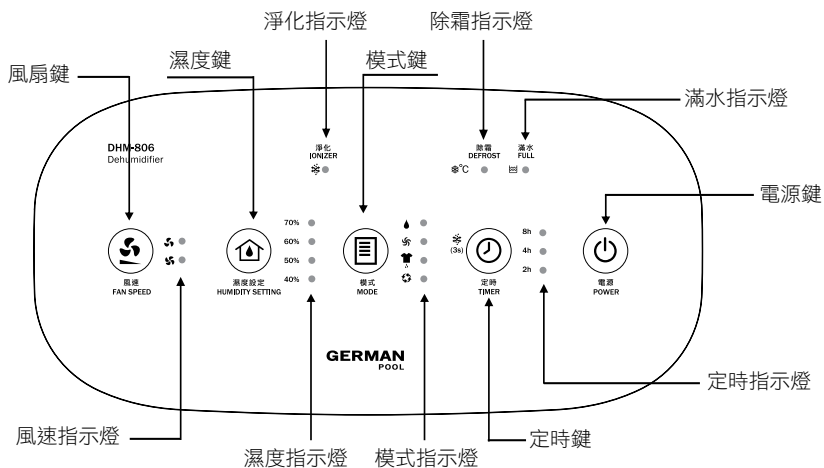 淨化指示燈
除霜指示燈
風扇鍵
濕度鍵
模式鍵
滿水指示燈
DHM-806
Dehumidifier
淨化
IONIZER
除霜
DEFROST
°C
滿水
FULL
電源鍵
風速
FAN SPEED
濕度設定
HUMIDITY SETTING
70%
60%
50%
40%
模式
MODE
(3s)
定時
TIMER
8h
4h
2h
電源
POWER
GERMAN
POOL
定時指示燈
風速指示燈
濕度指示燈
模式指示燈
定時鍵